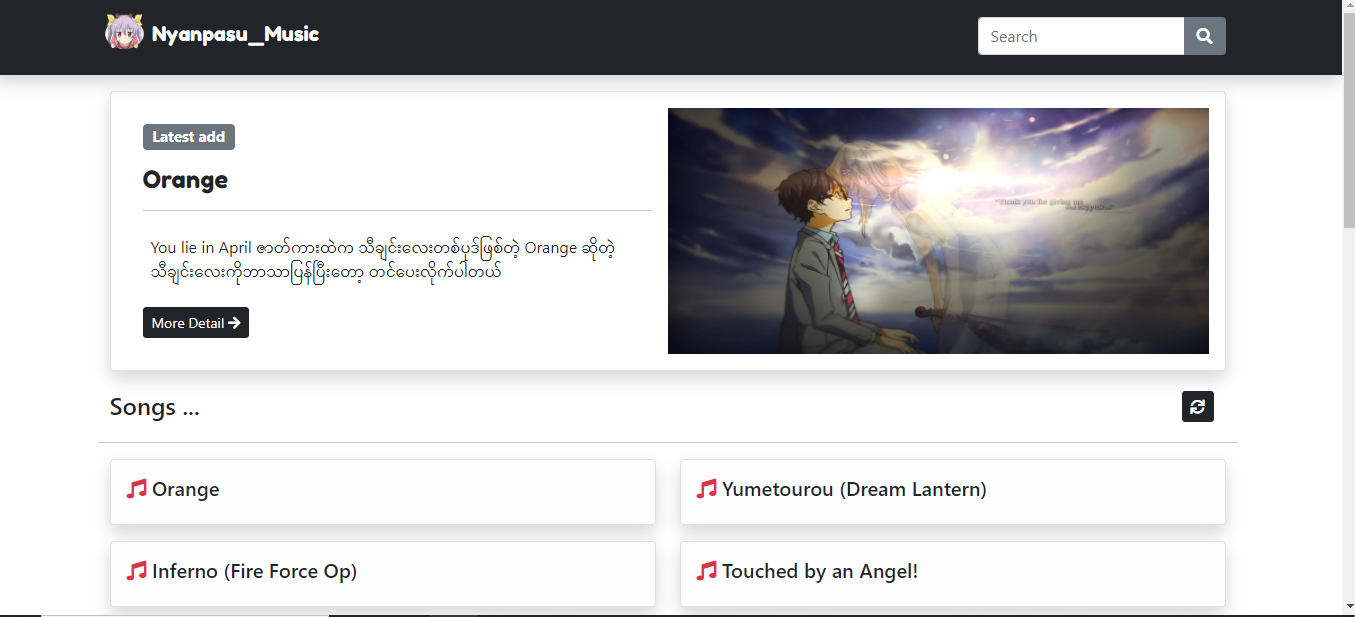 Nyanpasu_Music
Search
Latest add
Orange
You lie in April ဇာတ်ကားထဲက သီချင်းလေးတစ်ပုဒ်ဖြစ်တဲ့ Orange ဆိုတဲ့
သီချင်းလေးကိုဘာသာပြန်ပြီးတော့ တင်ပေးလိုက်ပါတယ်
More Detail
"Thank you for giving me
Songs ...
Orange
Yumetourou (Dream Lantern)
Inferno (Fire Force Op)
Touched by an Angel!